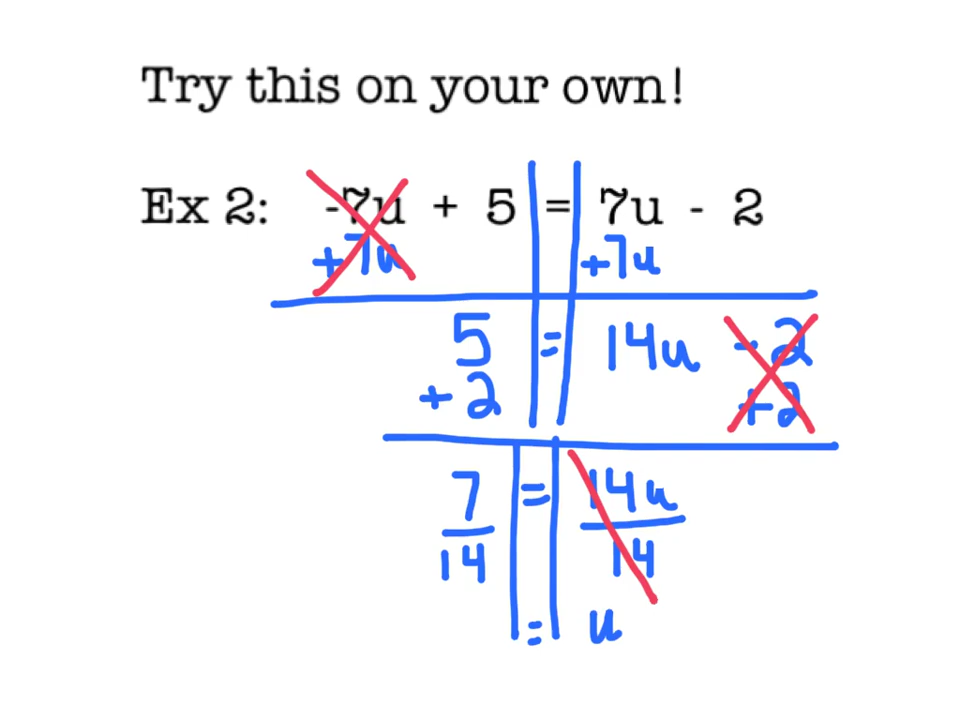 Try this on your own!
Ex 2: -7u + 5 = 7u - 2
+7u +7u
5 = 14u - 2
+ 2 +2
7 = 14u
14 14
= u